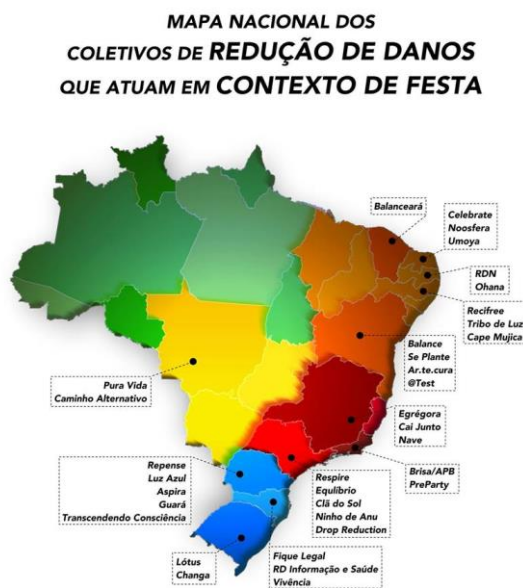 MAPA NACIONAL DOS
COLETIVOS DE REDUÇÃO DE DANOS
QUE ATUAM EM CONTEXTO DE FESTA
Balanceará
Celebrate
Noosfera
Umoya
RDN
Ohana
Recifree
Tribo de Luz
Cape Mujica
Balance
Se Plante
Ar.te.cura
@Test
Pura Vida
Caminho Alternativo
Egrégora
Cai Junto
Nave
Brisa/APB
PreParty
Repense
Luz Azul
Aspira
Guará
Transcendendo Consciência
Respire
Equlíbrio
Clã do Sol
Ninho de Anu
Drop Reduction
Lótus
Changa
Fique Legal
RD Informação e Saúde
Vivência